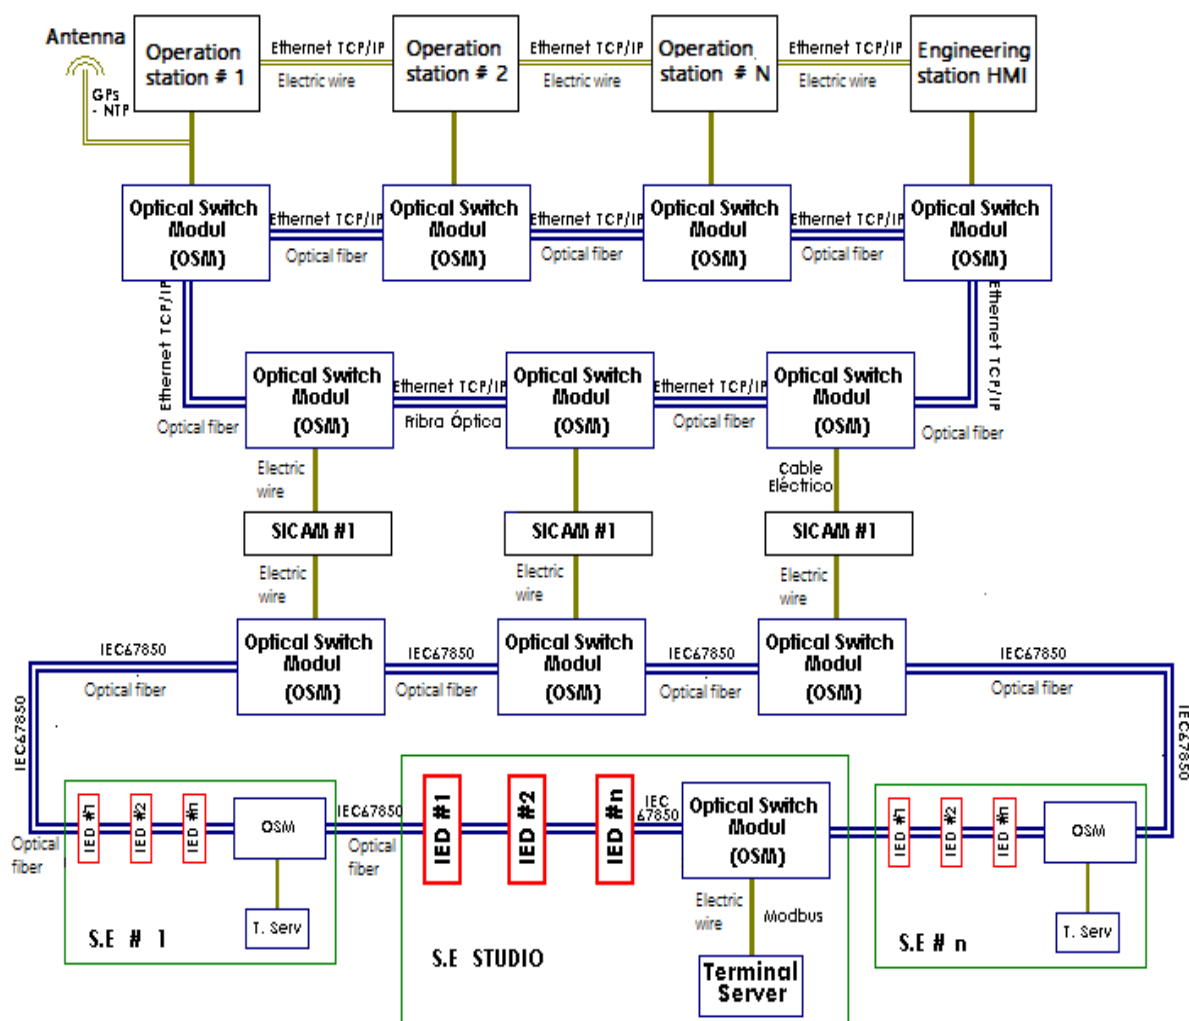 Antenna
GPs
- NTP
Operation
station # 1
Ethernet TCP/IP
Electric wire
Operation
station # 2
Ethernet TCP/IP
Electric wire
Operation
station # N
Ethernet TCP/IP
Electric wire
Engineering
station HMI
Optical Switch
Modul
(OSM)
Ethernet TCP/IP
Optical fiber
Optical Switch
Modul
(OSM)
Ethernet TCP/IP
Optical fiber
Optical Switch
Modul
(OSM)
Ethernet TCP/IP
Optical fiber
Optical Switch
Modul
(OSM)
Ethernet TCP/IP
Optical fiber
Optical Switch
Modul
(OSM)
Ethernet TCP/IP
Fribra Óptica
Optical Switch
Modul
(OSM)
Ethernet TCP/IP
Optical fiber
Optical Switch
Modul
(OSM)
Ethernet TCP/IP
Optical fiber
Electric
wire
Cable
Eléctrico
SICAM #1
SICAM #1
SICAM #1
Electric
wire
Electric
wire
Electric
wire
IEC67850
Optical fiber
Optical Switch
Modul
(OSM)
IEC67850
Optical fiber
Optical Switch
Modul
(OSM)
IEC67850
Optical fiber
Optical Switch
Modul
(OSM)
IEC67850
Optical fiber
IEC67850
IEC67850
Optical
fiber
IED #1
IED #2
IED #n
OSM
T. Serv
S.E # 1
IEC67850
Optical fiber
IED #1
IED #2
IED #n
IEC
67850
Optical Switch
Modul
(OSM)
Electric
wire
Modbus
Terminal
Server
S.E STUDIO
IED #1
IED #2
IED #n
OSM
T. Serv
S.E # n